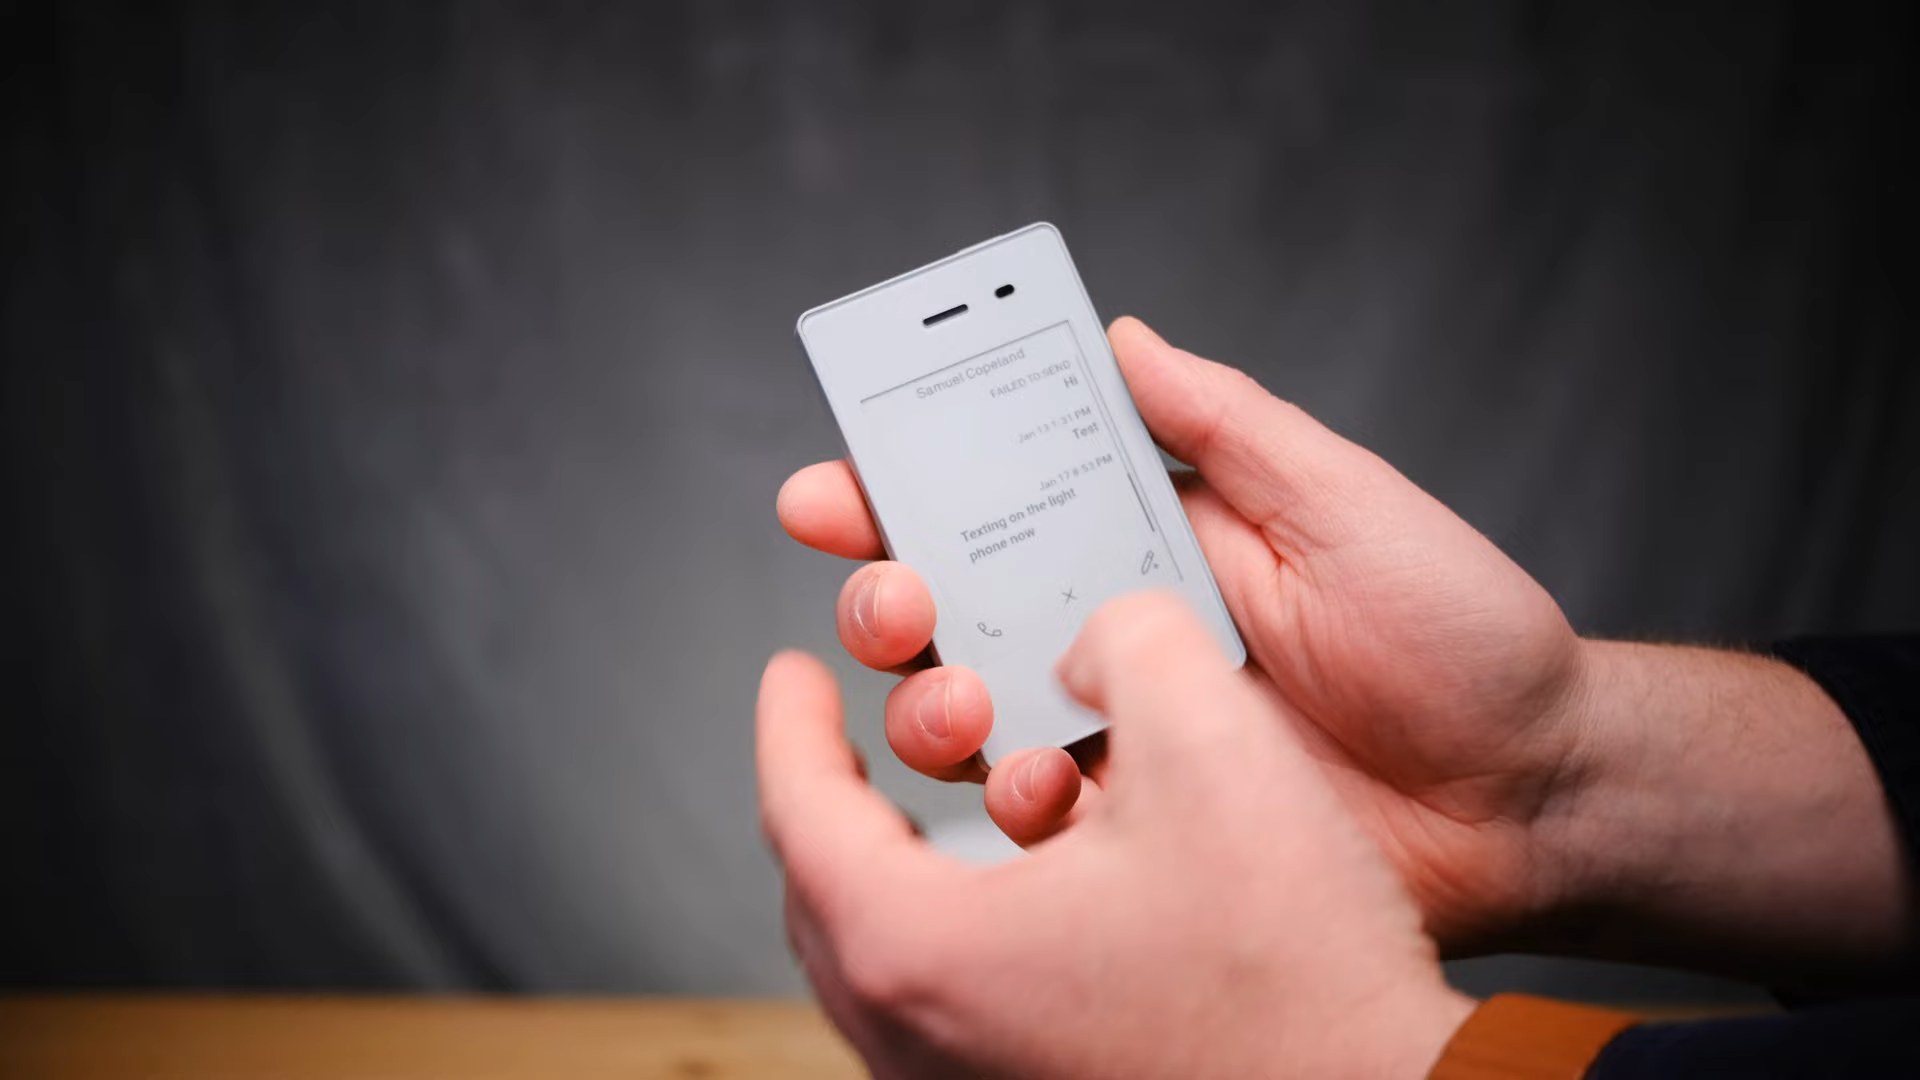 Samuel Copeland
FAILED TO SEND
Hi
Jan 13 1:31 PM
Test
Jan 17 8:53 PM
Texting on the light
phone now